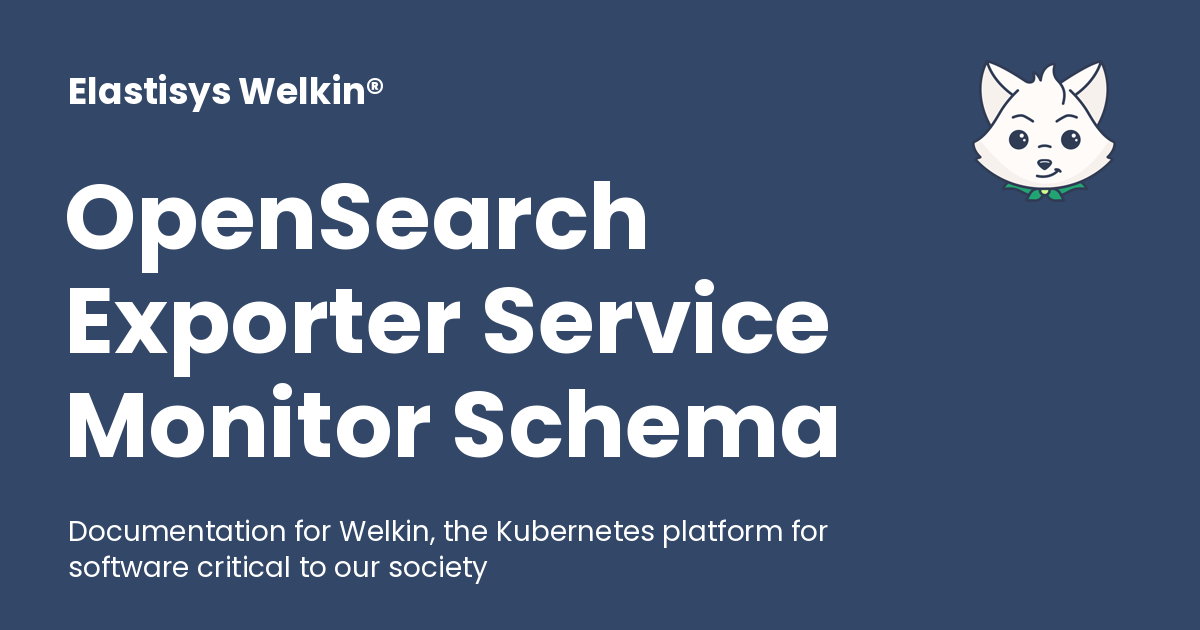 Elastisys Welkin®
OpenSearch
Exporter Service
Monitor Schema
Documentation for Welkin, the Kubernetes platform for
software critical to our society